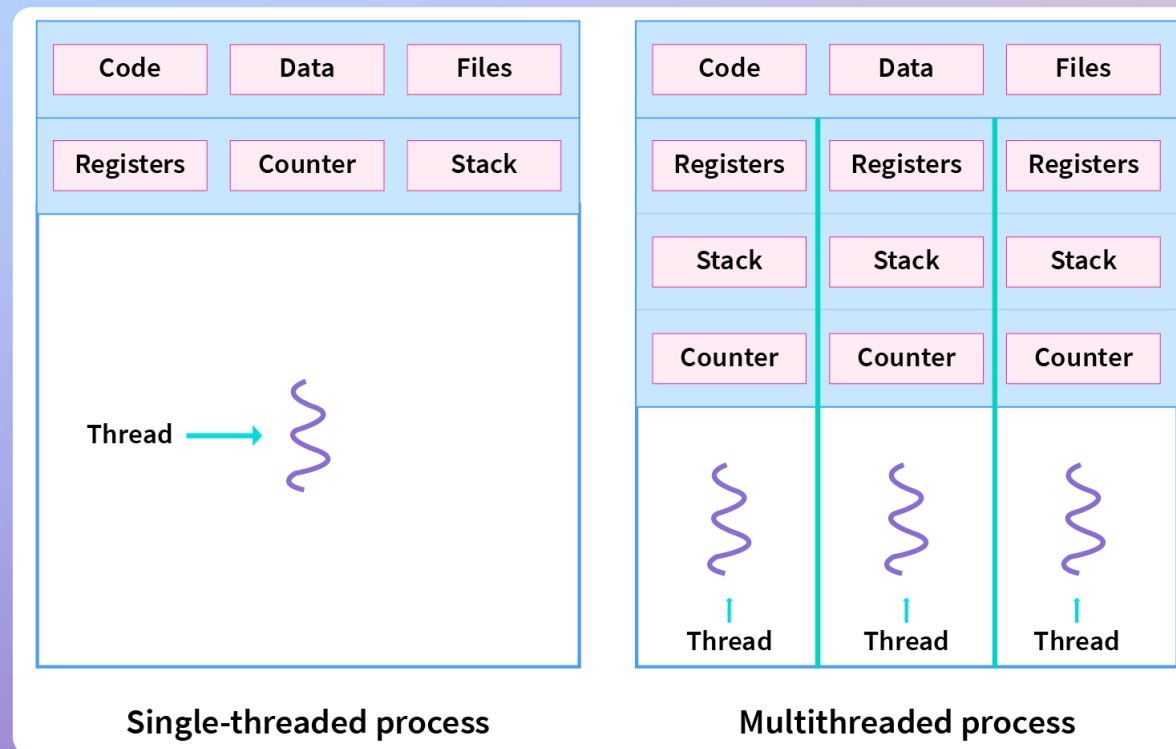 Code Data Files
Registers Counter Stack
Thread
Single-threaded process
Code Data Files
Registers Registers Registers
Stack Stack Stack
Counter Counter Counter
Thread Thread Thread
Multithreaded process